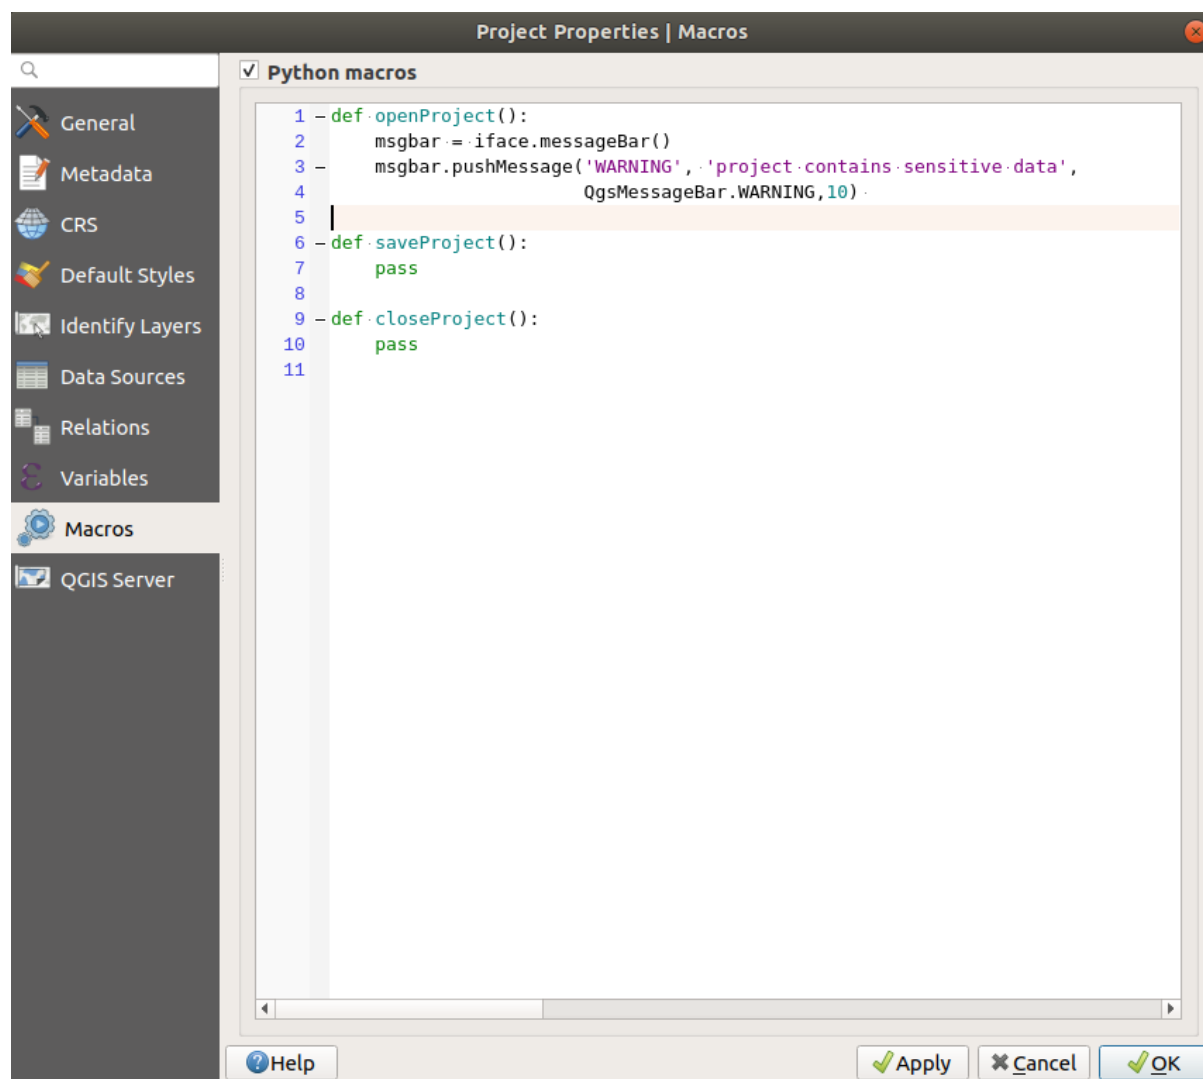 Project Properties | Macros
Python macros
General
Metadata
CRS
Default Styles
Identify Layers
Data Sources
Relations
Variables
Macros
QGIS Server
1 def openProject():
2     msgbar = iface.messageBar()
3     msgbar.pushMessage('WARNING', 'project contains sensitive data',
4                        QgsMessageBar.WARNING,10)
5
6 def saveProject():
7     pass
8
9 def closeProject():
10     pass
11
Help
Apply
Cancel
OK